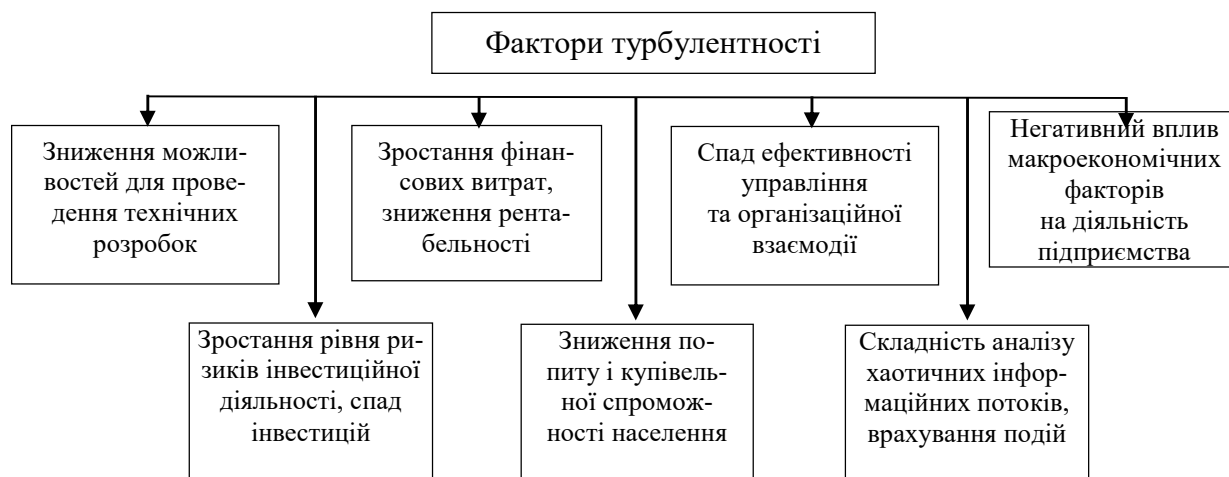 Фактори турбулентності
Зниження можли-
востей для прове-
дення технічних
розробок
Зростання фінан-
сових витрат,
зниження рента-
бельності
Спад ефективності
управління
та організаційної
взаємодії
Негативний вплив
макроекономічних
факторів
на діяльність
підприємства
Зростання рівня ри-
зиків інвестиційної
діяльності, спад
інвестицій
Зниження по-
питу і купівель-
ної спромож-
ності населення
Складність аналізу
хаотичних інфор-
маційних потоків,
врахування подій